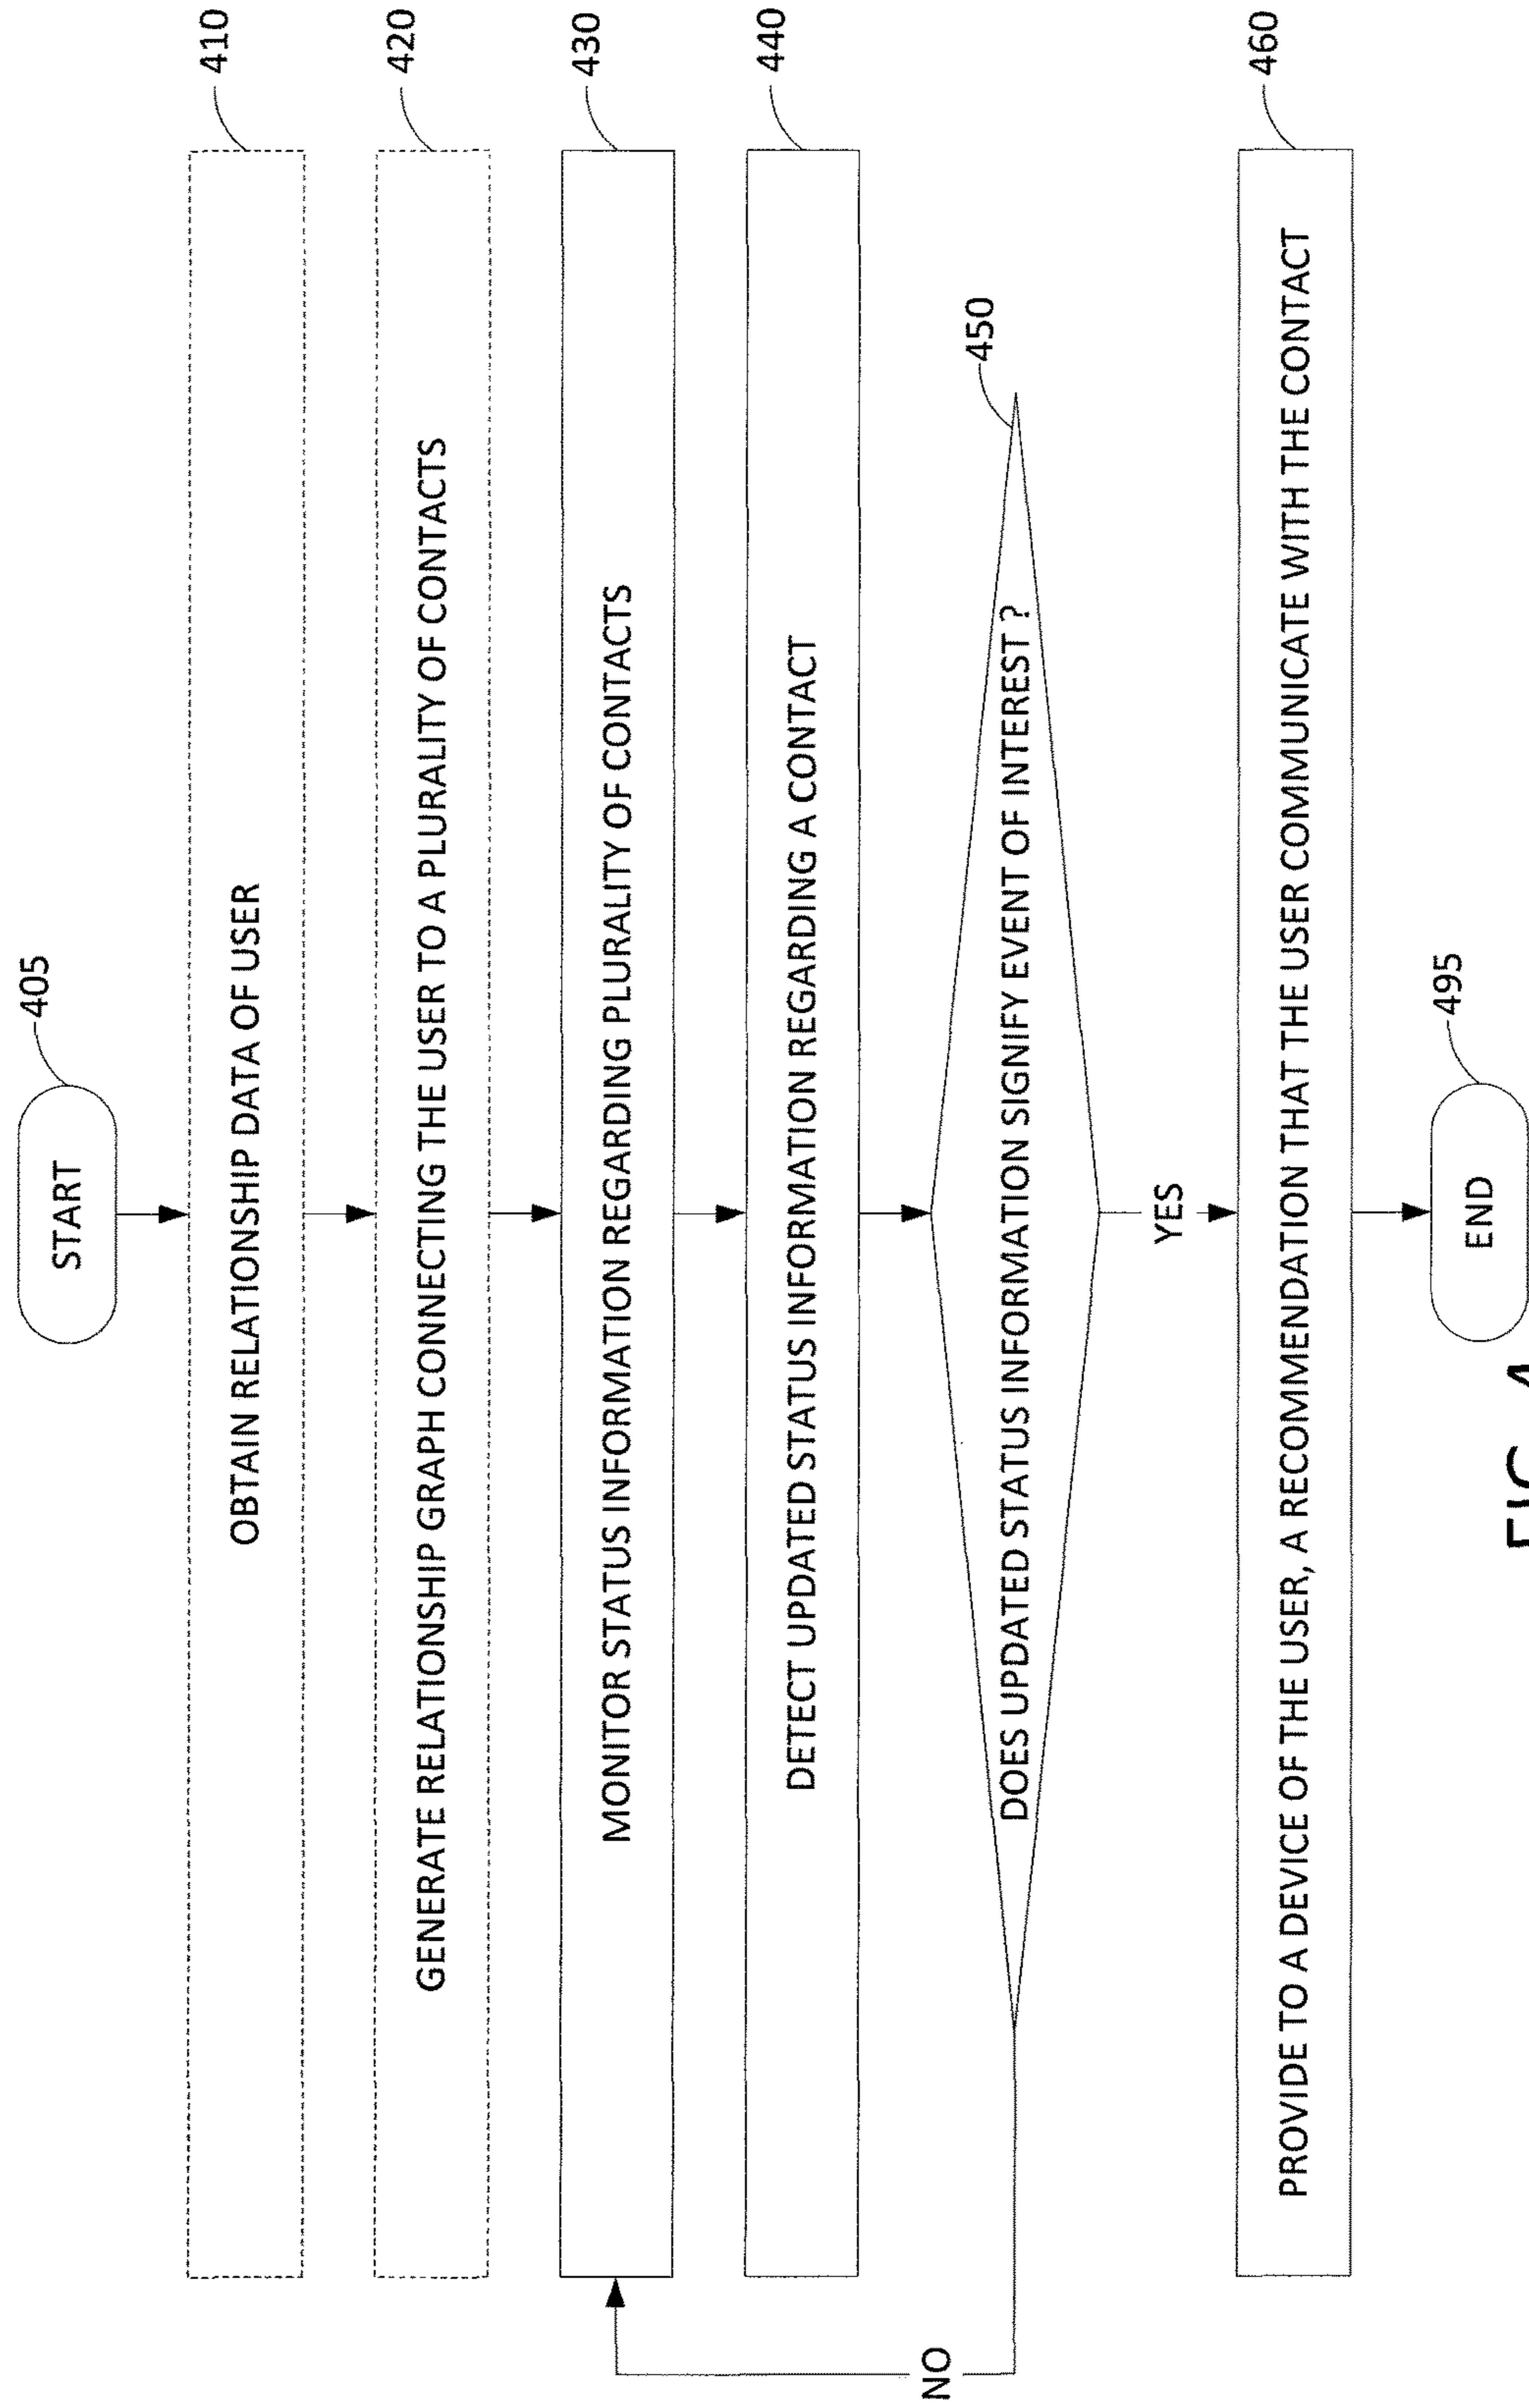 START
405
OBTAIN RELATIONSHIP DATA OF USER
410
GENERATE RELATIONSHIP GRAPH CONNECTING THE USER TO A PLURALITY OF CONTACTS
420
MONITOR STATUS INFORMATION REGARDING PLURALITY OF CONTACTS
430
DETECT UPDATED STATUS INFORMATION REGARDING A CONTACT
440
DOES UPDATED STATUS INFORMATION SIGNIFY EVENT OF INTEREST ?
450
NO
YES
PROVIDE TO A DEVICE OF THE USER, A RECOMMENDATION THAT THE USER COMMUNICATE WITH THE CONTACT
460
END
495
FIG. 4